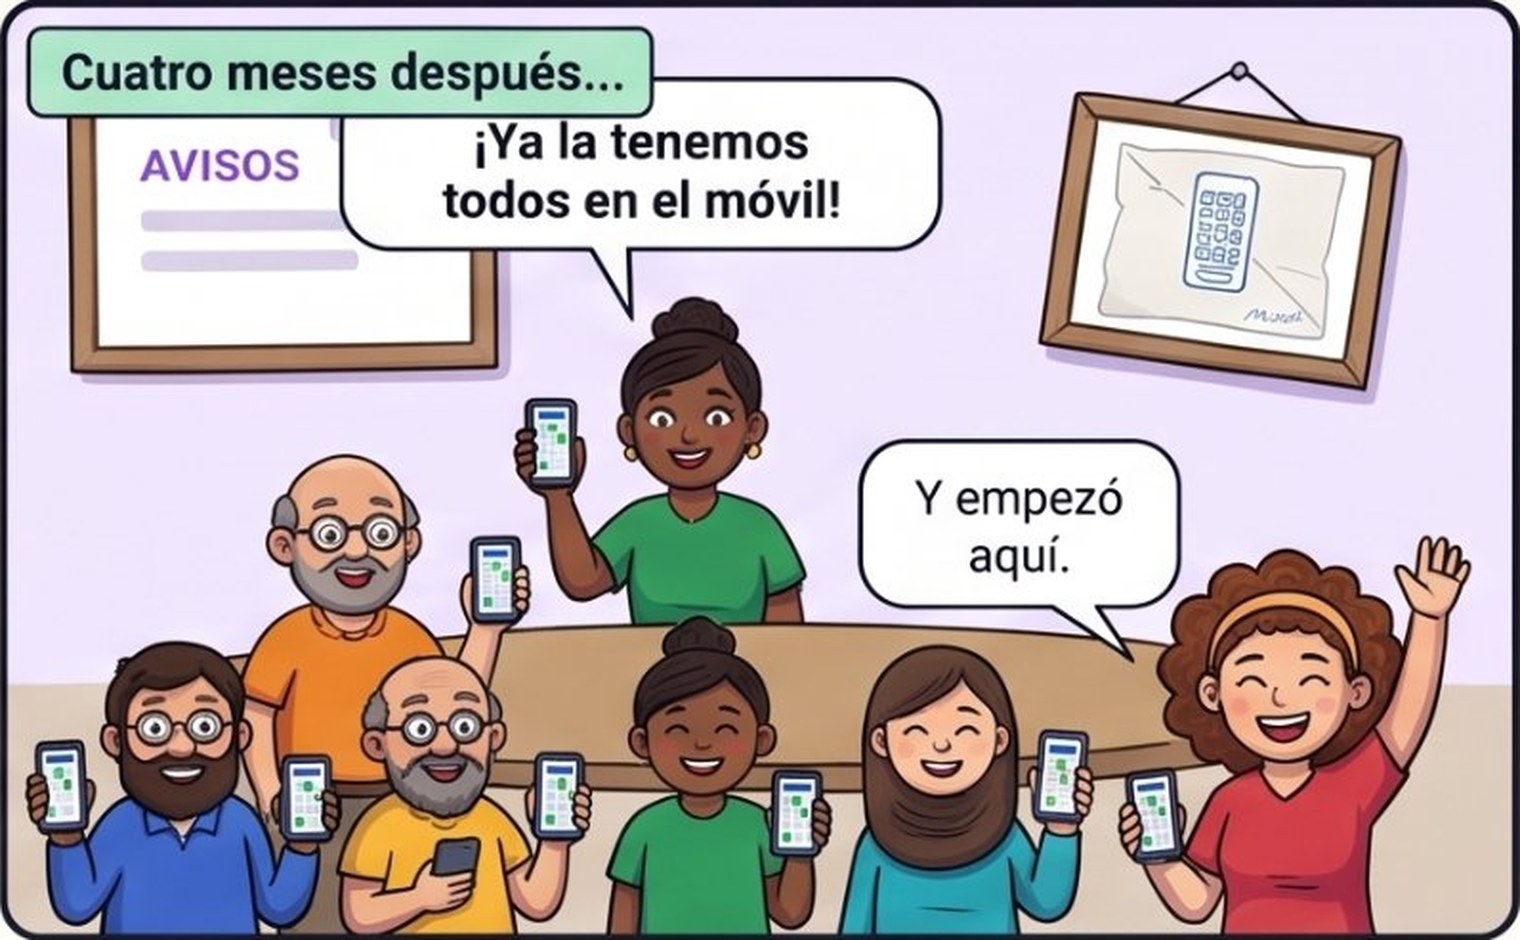 Cuatro meses después...
¡Ya la tenemos
todos en el móvil!
AVISOS
Y empezó
aquí.